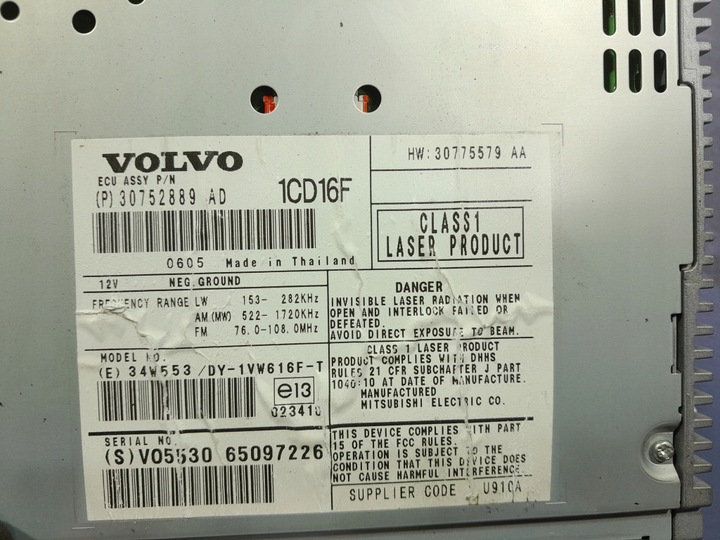 VOLVO
ECU ASSY P/N
(P) 30752889 AD
1CD16F
0605 Made in Thailand
HW: 30775579 AA
CLASS1
LASER PRODUCT
12V NEG.GROUND
FREQUENCY RANGE LW 153- 282KHz
AM(MW) 522- 1720KHz
FM 76.0-108.0MHz
DANGER
INVISIBLE LASER RADIATION WHEN
OPEN AND INTERLOCK FAILED OR
DEFEATED.
AVOID DIRECT EXPOSURE TO BEAM.
MODEL NO.
(E) 34W553 /DY-1VW616F-T
e13
023410
CLASS 1 LASER PRODUCT
PRODUCT COMPLIES WITH DHHS
RULES 21 CFR SUBCHAPTER J PART
1040:10 AT DATE OF MANUFACTURE.
MANUFACTURED
MITSUBISHI ELECTRIC CO.
SERIAL NO.
(S) VO5530 65097226
THIS DEVICE COMPLIES WITH PART
15 OF THE FCC RULES.
OPERATION IS SUBJECT TO THE
CONDITION THAT THIS DEVICE DOES
NOT CAUSE HARMFUL INTERFERENCE.
SUPPLIER CODE U910A